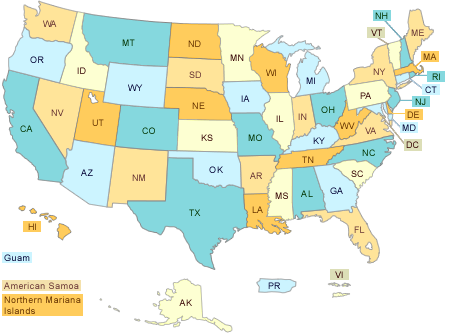 NH
WA
ME
VT
MT
ND
MN
OR
ID
WI
MA
SD
NY
MI
RI
WY
CT
IA
PA
NE
NJ
NV
OH
IN
IL
DE
UT
CO
WV
MD
CA
KS
MO
VA
KY
DC
NC
TN
OK
AZ
NM
AR
SC
MS
AL
GA
TX
LA
HI
FL
Guam
VI
American Samoa
PR
Northern Mariana
Islands
AK